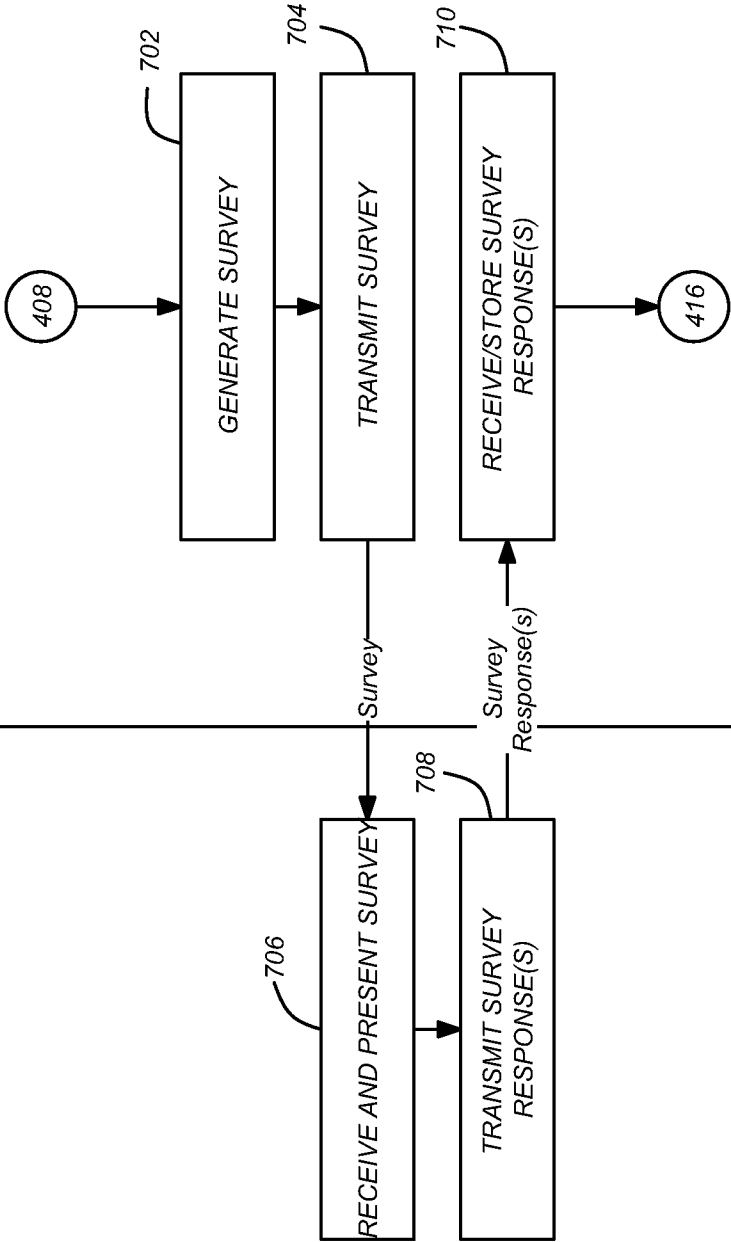 408
702
GENERATE SURVEY
704
TRANSMIT SURVEY
Survey
706
RECEIVE AND PRESENT SURVEY
708
TRANSMIT SURVEY
RESPONSE(S)
Survey
Response(s)
710
RECEIVE/STORE SURVEY
RESPONSE(S)
416